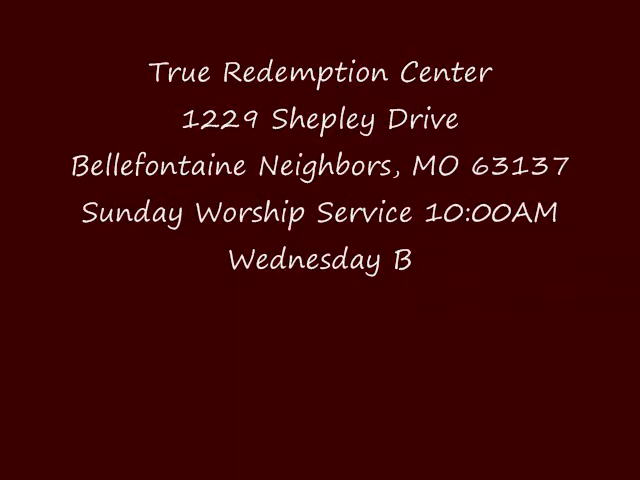 True Redemption Center
1229 Shepley Drive
Bellefontaine Neighbors, MO 63137
Sunday Worship Service 10:00AM
Wednesday B